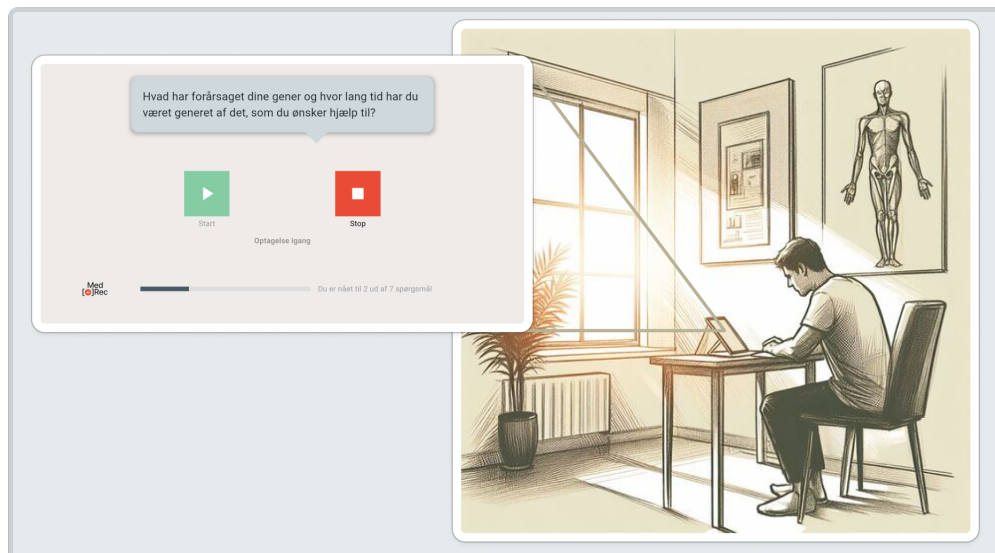 Hvad har forårsaget dine gener og hvor lang tid har du
været generet af det, som du ønsker hjælp til?
Start
Stop
Optagelse igang
Med
[+]Rec
Du er nået til 2 ud af 7 spørgsmål